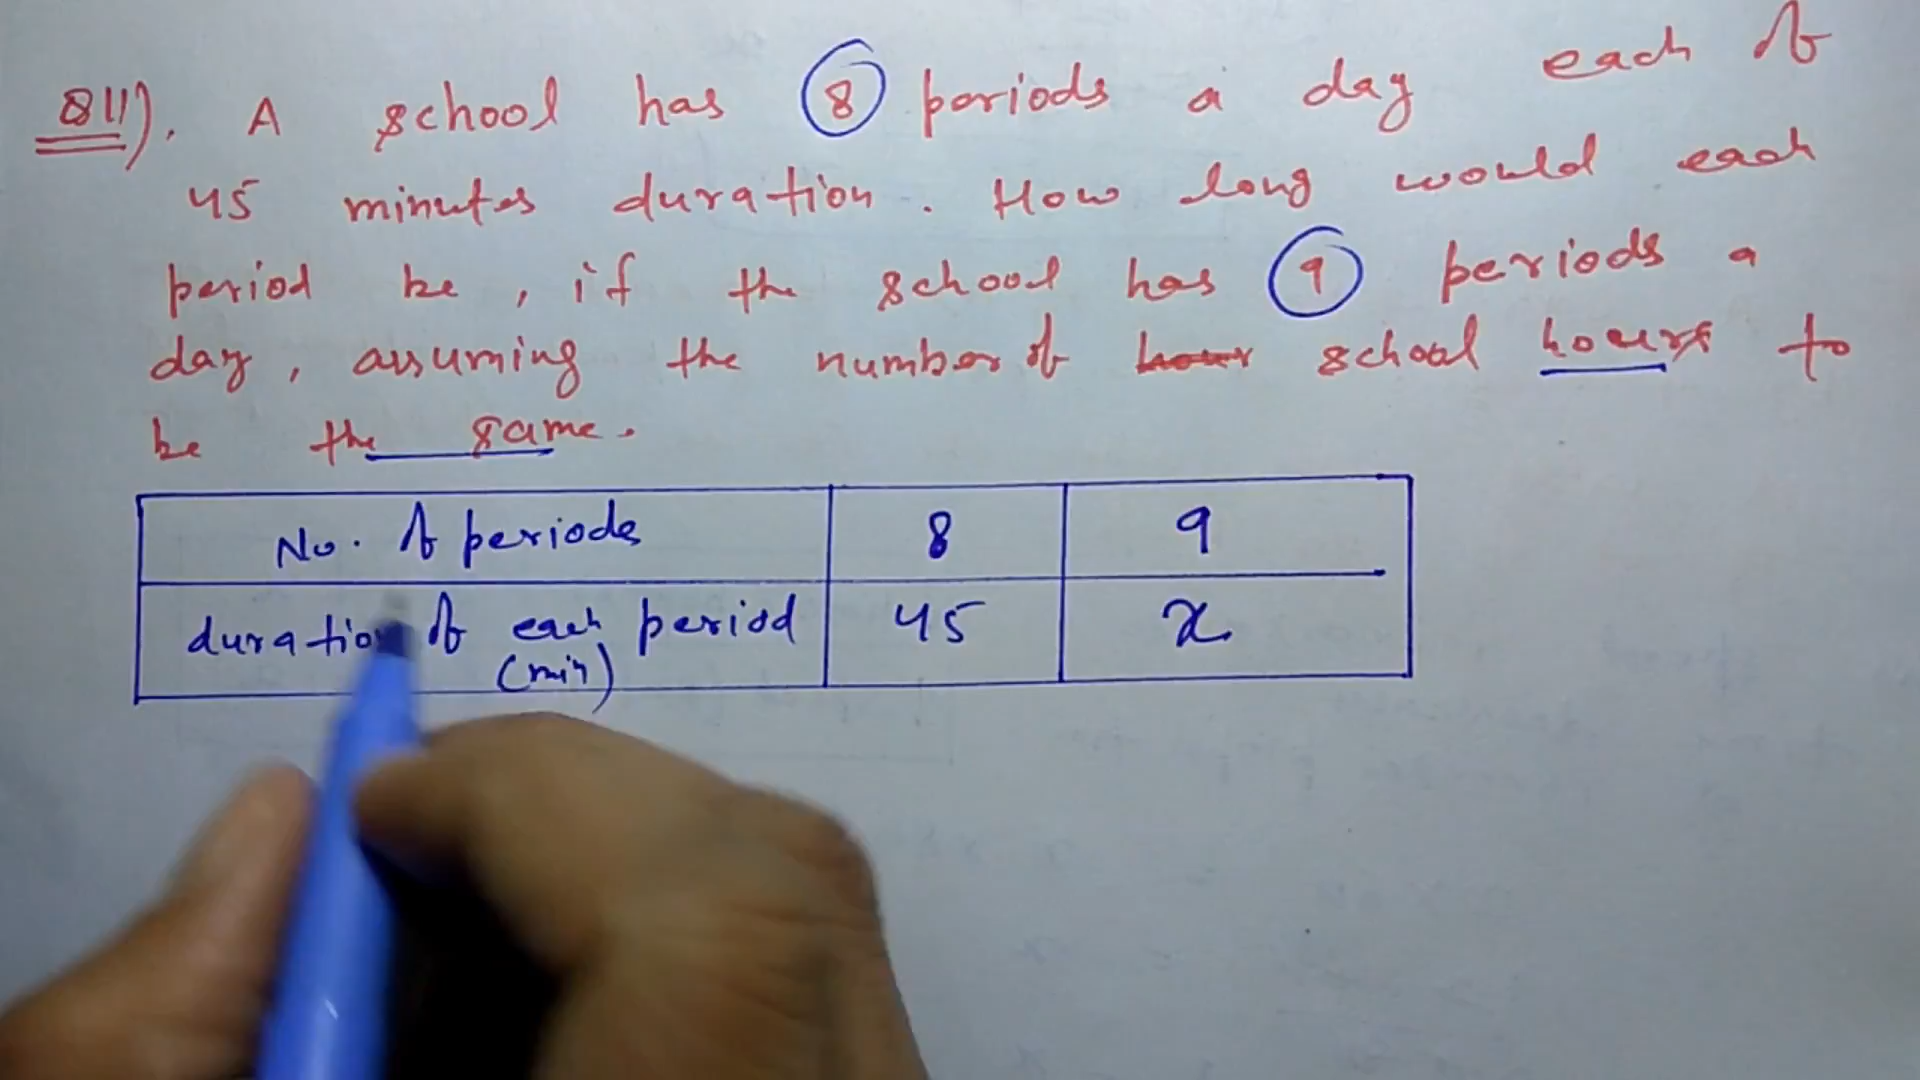 Q11). A school has 8 periods a day each of
45 minutes duration. How long would each
period be, if the school has 9 periods a
day, assuming the number of hour school hours to
be the same.
No. of periods 8 9
duration of each period 45 x
(min)